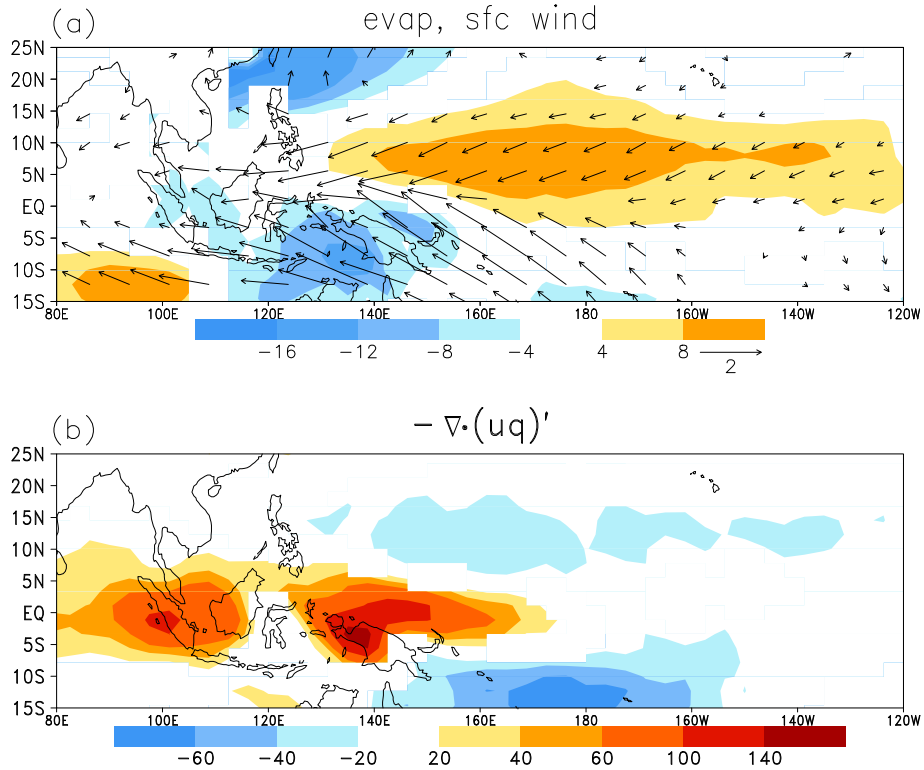 (a) evap, sfc wind
25N
20N
15N
10N
5N
EQ
5S
10S
15S
80E 100E 120E 140E 160E 180 160W 140W 120W
−16 −12 −8 −4 4 8 2
(b) − ∇•(uq)'
25N
20N
15N
10N
5N
EQ
5S
10S
15S
80E 100E 120E 140E 160E 180 160W 140W 120W
−60 −40 −20 20 40 60 100 140